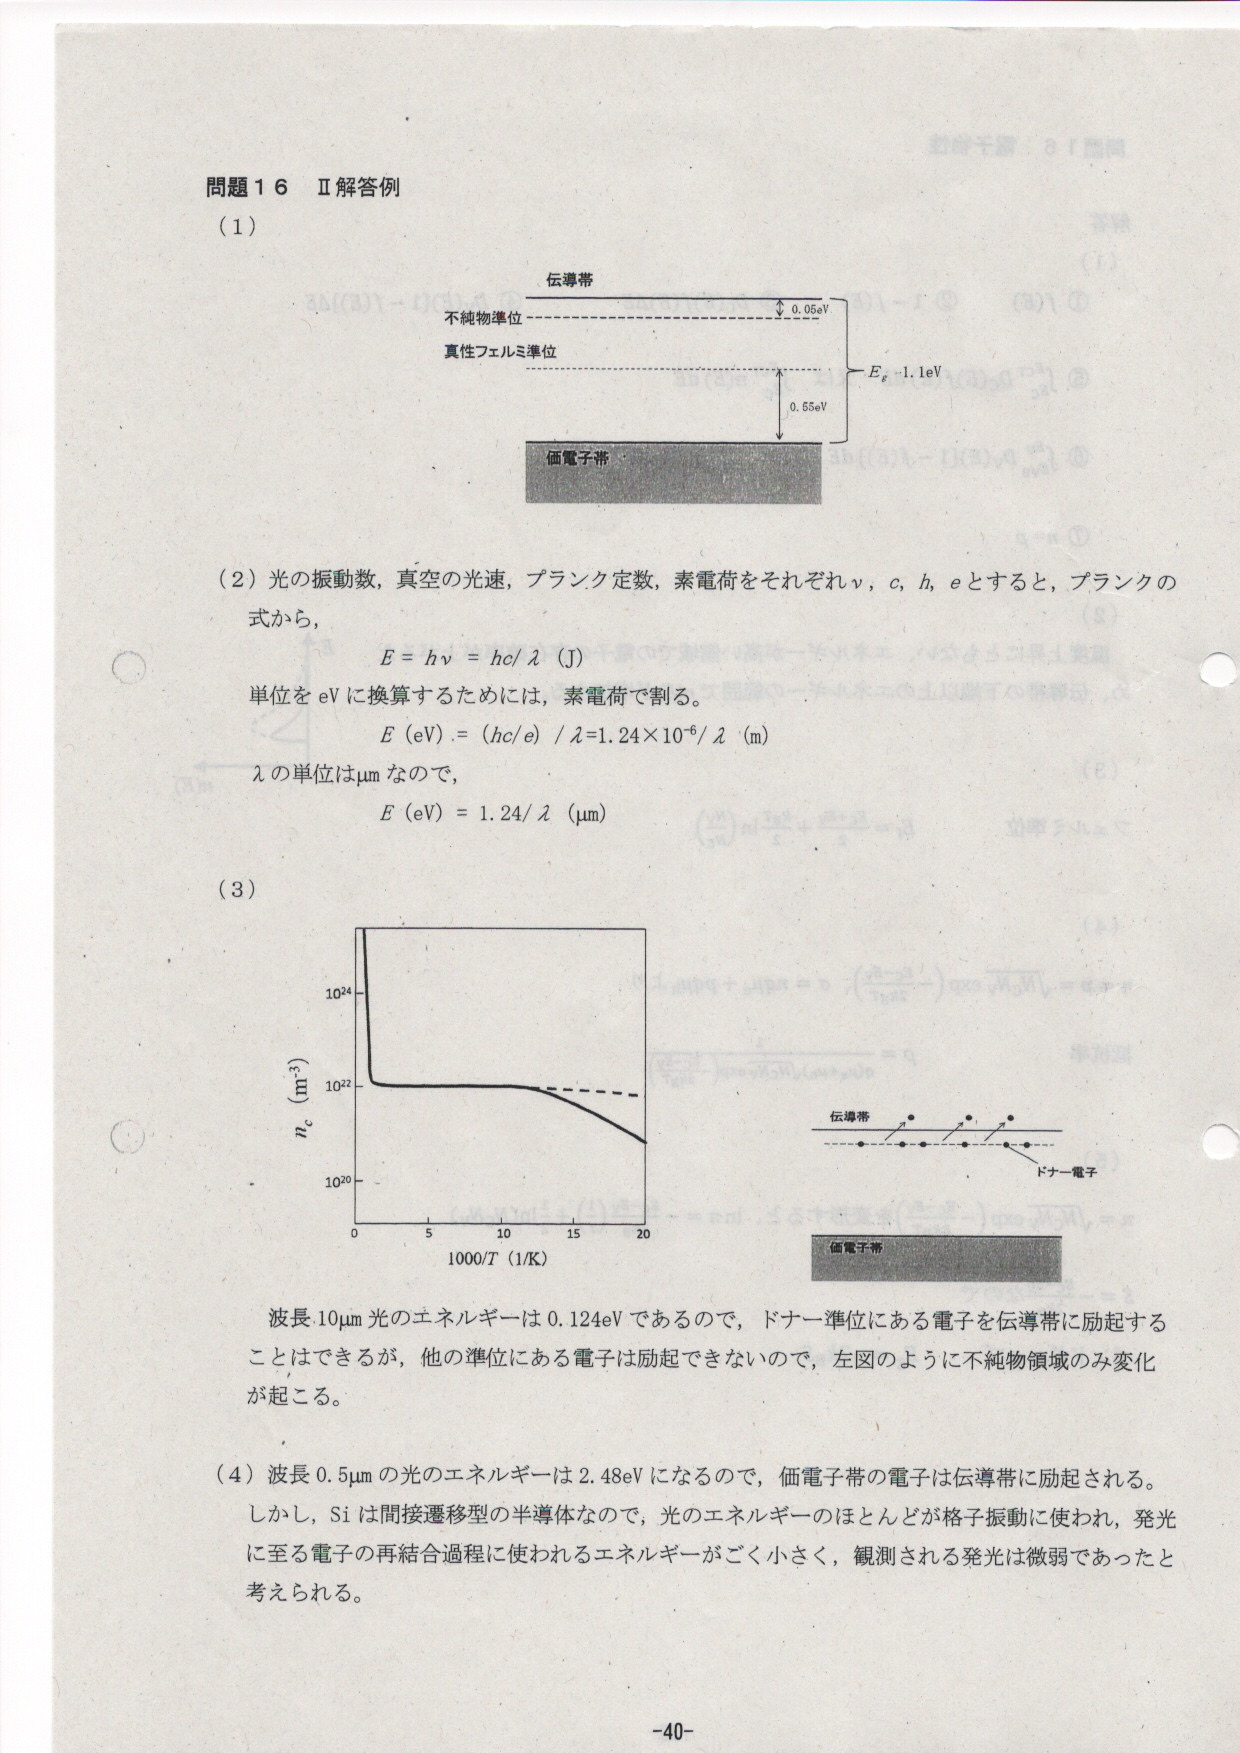 問題16　Ⅱ解答例
（1）
伝導帯
不純物準位
0.05eV
真性フェルミ準位
Eg 1.1eV
0.55eV
価電子帯
（2）光の振動数，真空の光速，プランク定数，素電荷をそれぞれν，c，h，eとすると，プランクの
式から，
E = hν = hc/λ （J）
単位を eV に換算するためには，素電荷で割る。
E（eV）=（hc/e）/λ=1.24×10⁻⁶/λ（m）
λの単位はμm なので，
E（eV）= 1.24/λ（μm）
（3）
10²⁴
10²²
10²⁰
nc (m⁻³)
0 5 10 15 20
1000/T（1/K）
伝導帯
ドナー電子
価電子帯
波長 10μm 光のエネルギーは 0.124eV であるので，ドナー準位にある電子を伝導帯に励起する
ことはできるが，他の準位にある電子は励起できないので，左図のように不純物領域のみ変化
が起こる。
（4）波長 0.5μm の光のエネルギーは 2.48eV になるので，価電子帯の電子は伝導帯に励起される。
しかし，Si は間接遷移型の半導体なので，光のエネルギーのほとんどが格子振動に使われ，発光
に至る電子の再結合過程に使われるエネルギーがごく小さく，観測される発光は微弱であったと
考えられる。
-40-